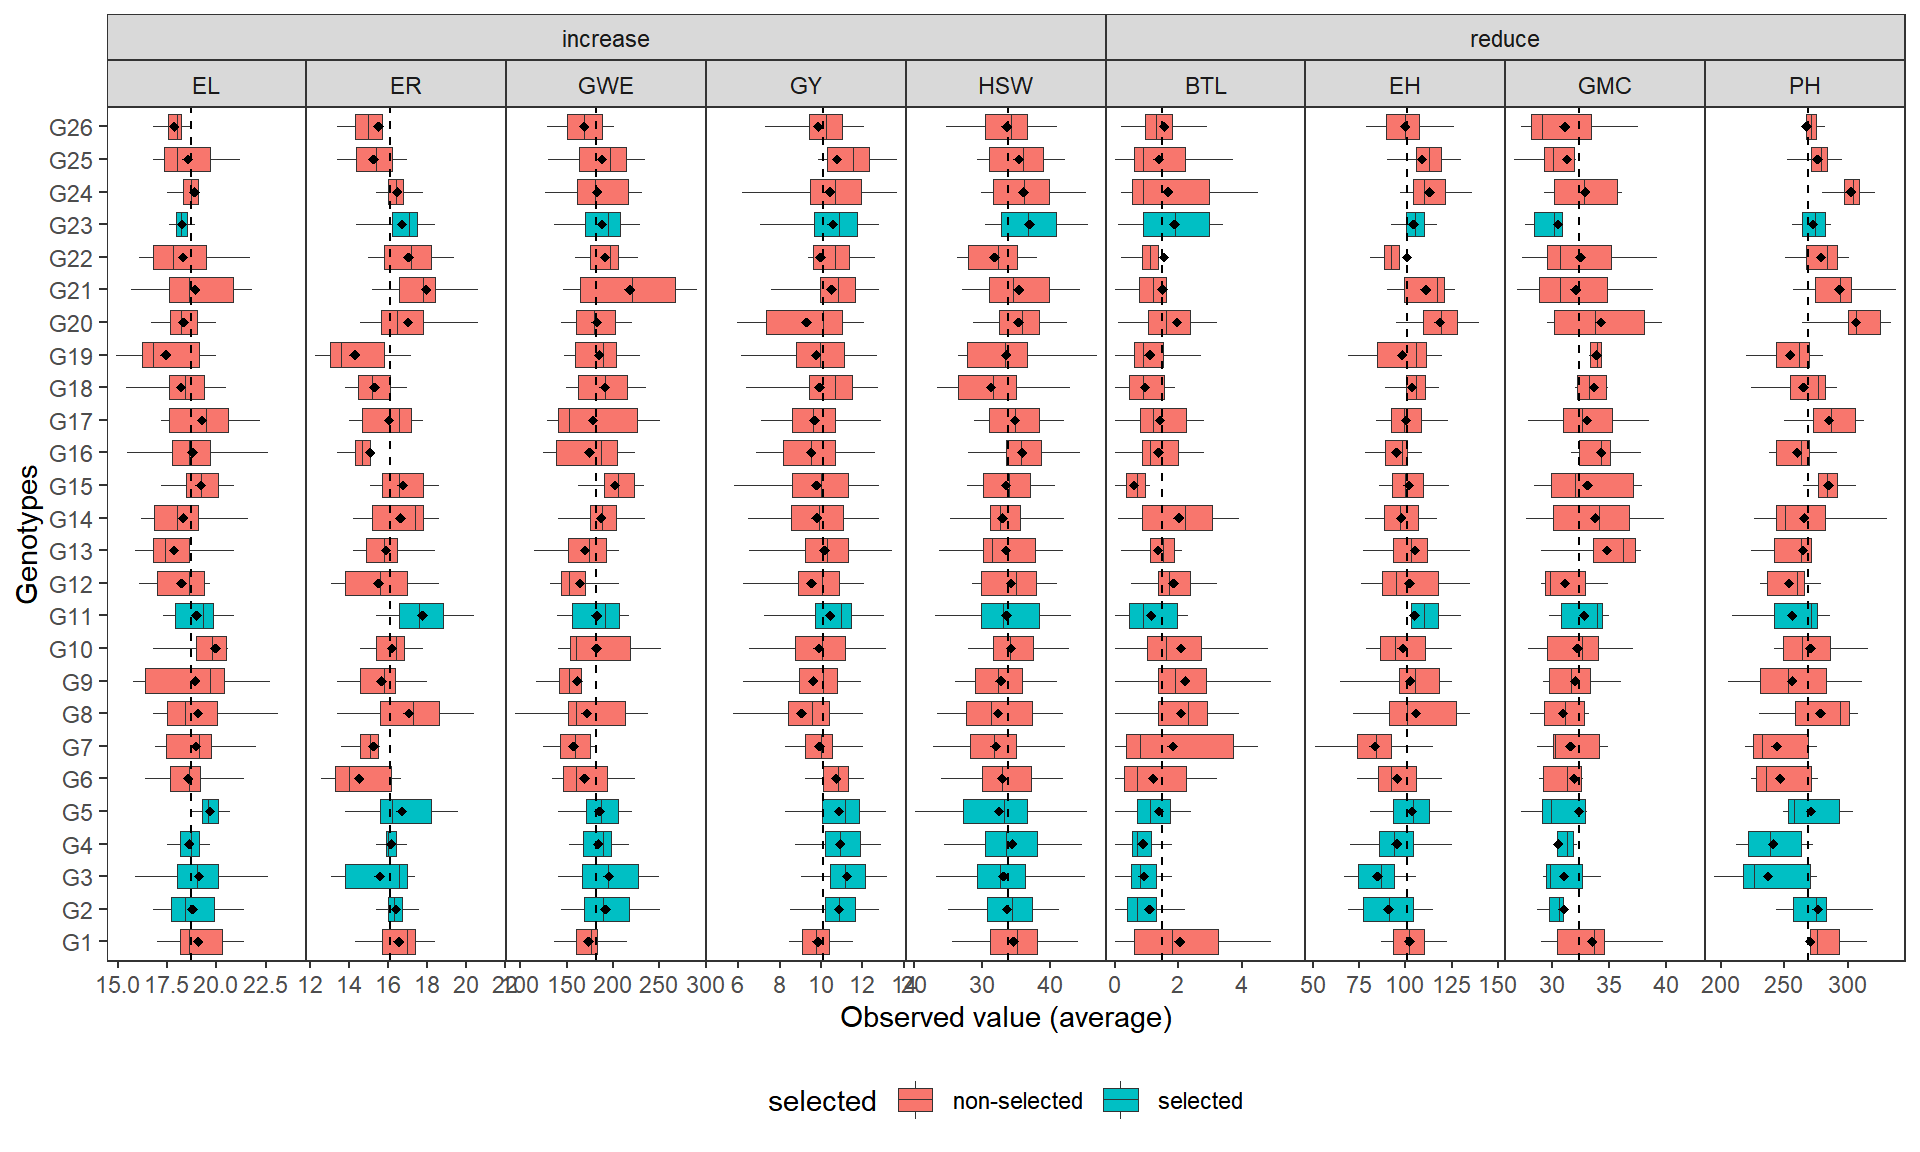 increase reduce
EL ER GWE GY HSW BTL EH GMC PH
Genotypes
G26
G25
G24
G23
G22
G21
G20
G19
G18
G17
G16
G15
G14
G13
G12
G11
G10
G9
G8
G7
G6
G5
G4
G3
G2
G1
15.0 17.5 20.0 22.5 12 14 16 18 20 22 100 150 200 250 300 6 8 10 12 14 20 30 40 0 2 4 50 75 100 125 150 30 35 40 200 250 300
Observed value (average)
selected non-selected selected